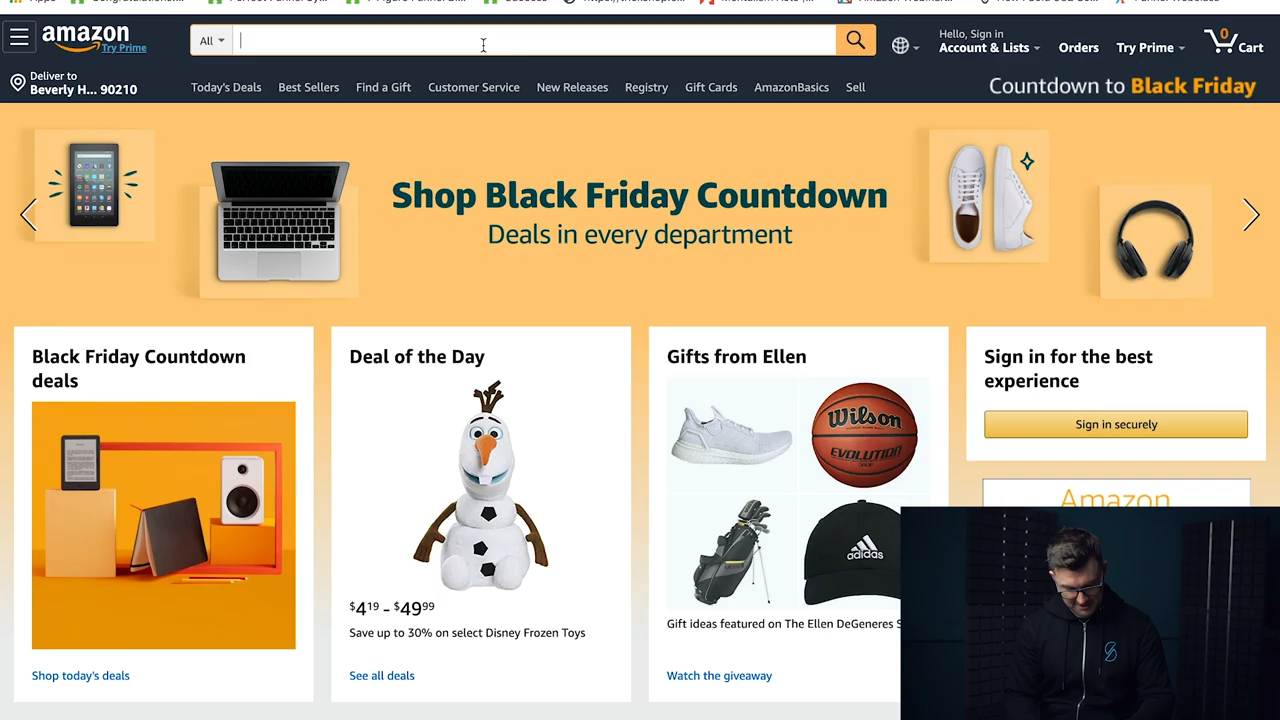 amazon
Try Prime
All
Hello, Sign in
Account & Lists
Orders
Try Prime
0
Cart
Deliver to
Beverly H... 90210
Today's Deals
Best Sellers
Find a Gift
Customer Service
New Releases
Registry
Gift Cards
AmazonBasics
Sell
Countdown to Black Friday
Shop Black Friday Countdown
Deals in every department
Black Friday Countdown
deals
Shop today's deals
Deal of the Day
$4.19 - $49.99
Save up to 30% on select Disney Frozen Toys
See all deals
Gifts from Ellen
Wilson
EVOLUTION
adidas
Gift ideas featured on The Ellen DeGeneres S
Watch the giveaway
Sign in for the best
experience
Sign in securely
Amazon